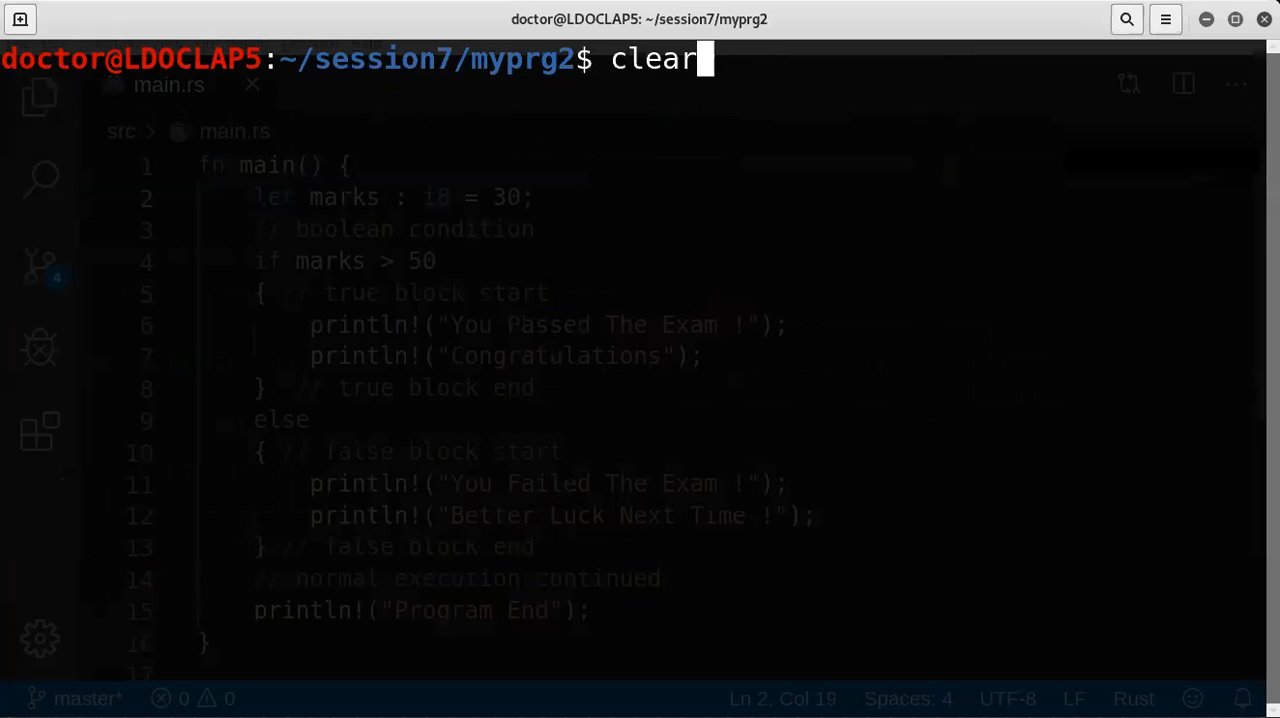 doctor@LDOCLAP5: ~/session7/myprg2
doctor@LDOCLAP5:~/session7/myprg2$ clear
main.rs
src > main.rs
1 fn main() {
2 let marks : i8 = 30;
3 // boolean condition
4 if marks > 50
5 { // true block start
6 println!("You Passed The Exam !");
7 println!("Congratulations");
8 } // true block end
9 else
10 { // false block start
11 println!("You Failed The Exam !");
12 println!("Better Luck Next Time !");
13 } // false block end
14 // normal execution continued
15 println!("Program End");
16 }
17
4
master* 0 0 Ln 2, Col 19 Spaces: 4 UTF-8 LF Rust